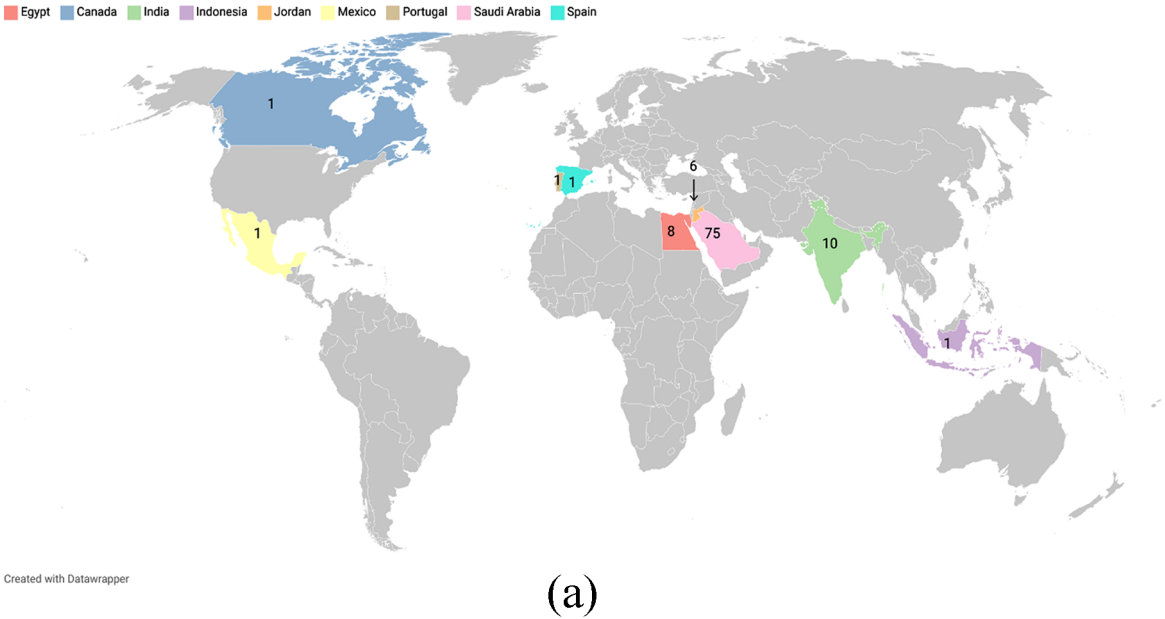 Egypt Canada India Indonesia Jordan Mexico Portugal Saudi Arabia Spain
1
6
1 1
1
8
75
10
1
Created with Datawrapper
(a)